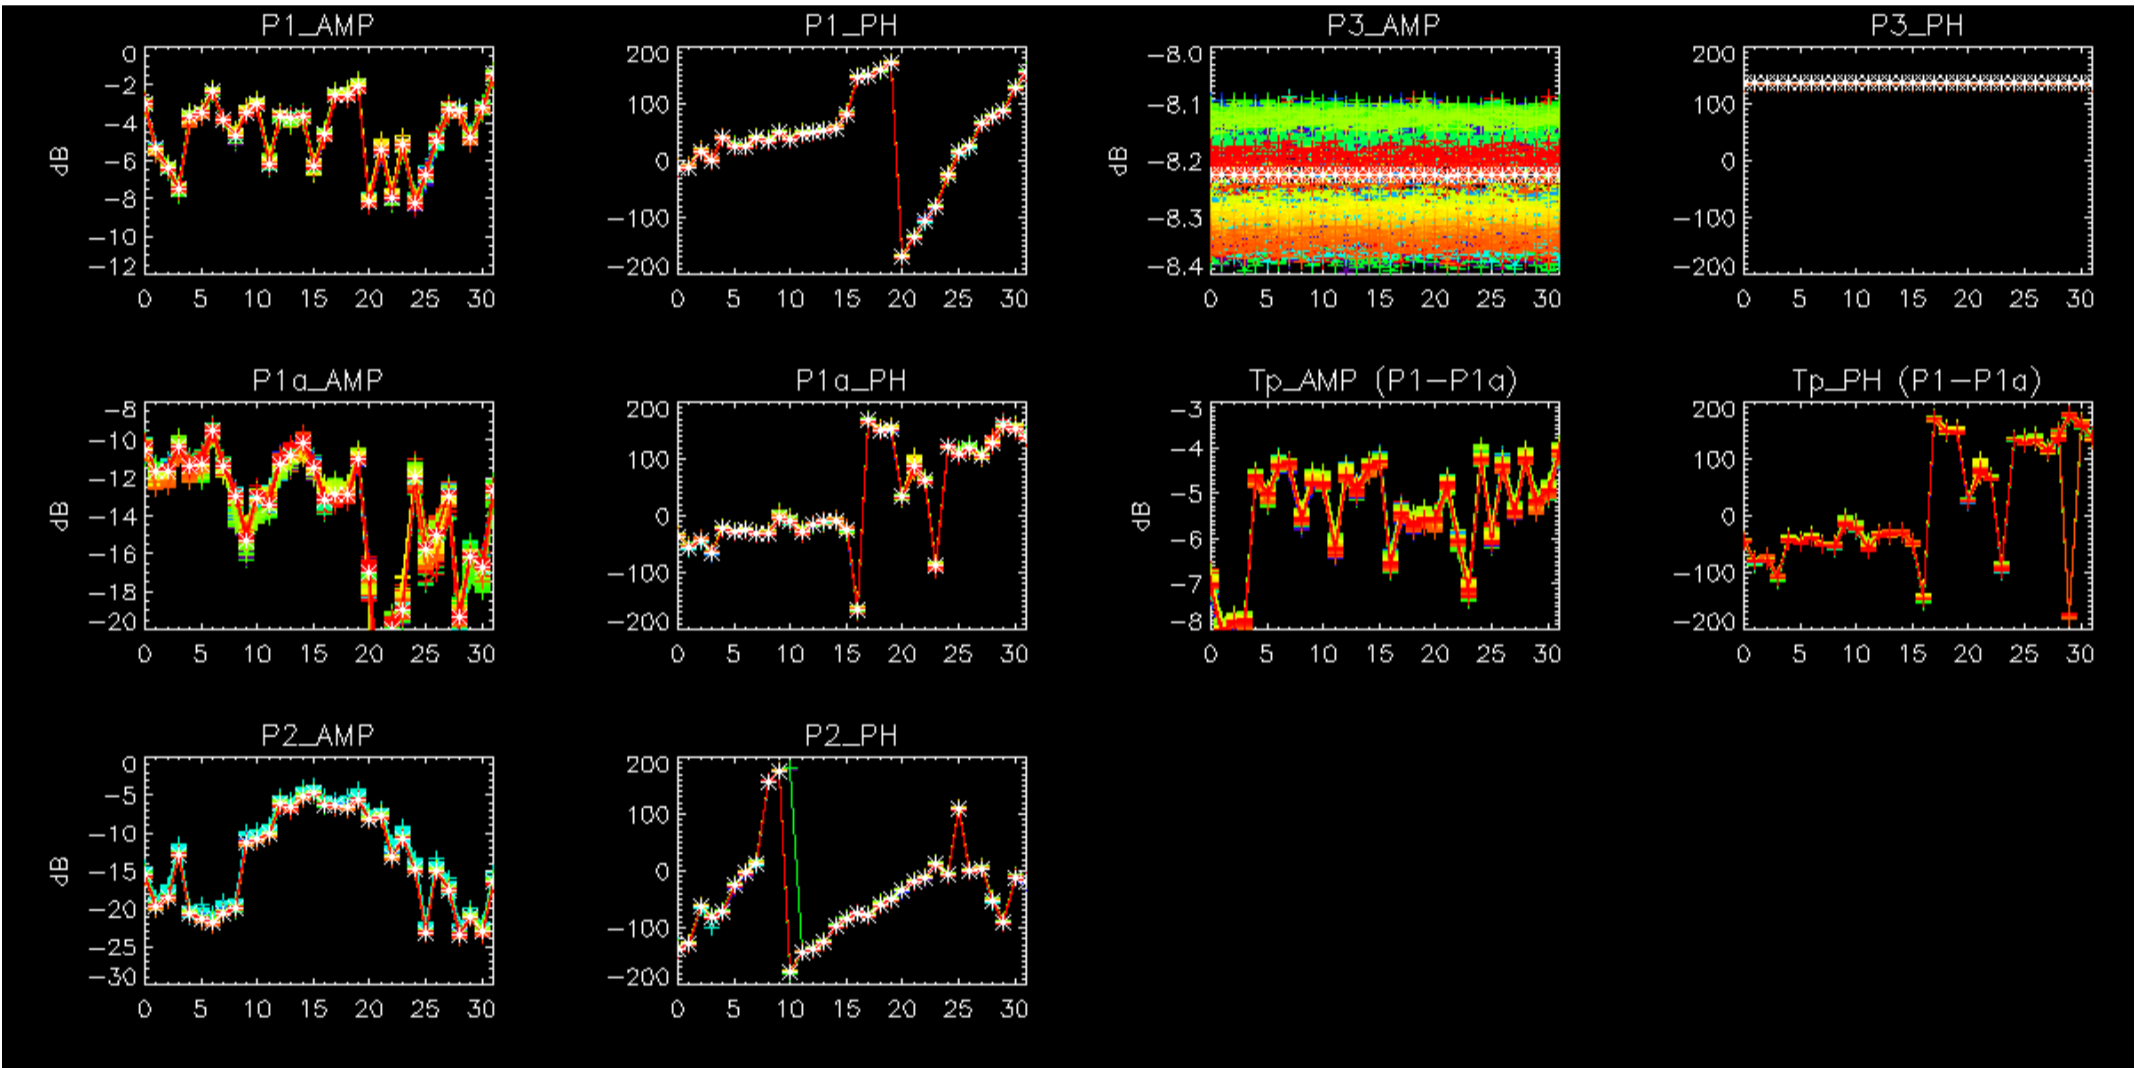 P1_AMP
0
-2
-4
-6
-8
-10
-12
dB
0 5 10 15 20 25 30
P1_PH
200
100
0
-100
-200
0 5 10 15 20 25 30
P3_AMP
-8.0
-8.1
-8.2
-8.3
-8.4
dB
0 5 10 15 20 25 30
P3_PH
200
100
0
-100
-200
0 5 10 15 20 25 30
P1a_AMP
-8
-10
-12
-14
-16
-18
-20
dB
0 5 10 15 20 25 30
P1a_PH
200
100
0
-100
-200
0 5 10 15 20 25 30
Tp_AMP (P1-P1a)
-3
-4
-5
-6
-7
-8
dB
0 5 10 15 20 25 30
Tp_PH (P1-P1a)
200
100
0
-100
-200
0 5 10 15 20 25 30
P2_AMP
0
-5
-10
-15
-20
-25
-30
dB
0 5 10 15 20 25 30
P2_PH
200
100
0
-100
-200
0 5 10 15 20 25 30